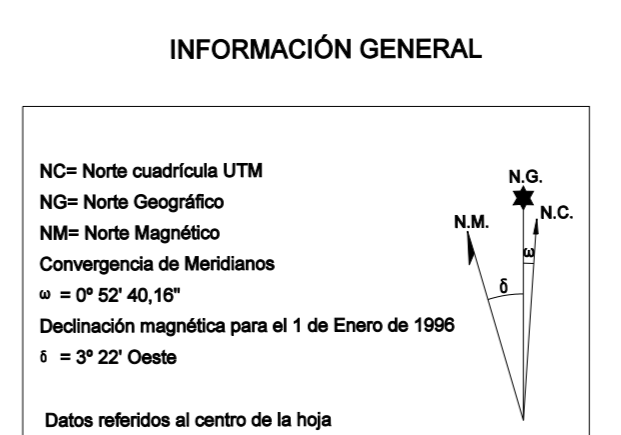 INFORMACIÓN GENERAL
NC= Norte cuadrícula UTM
NG= Norte Geográfico
NM= Norte Magnético
Convergencia de Meridianos
ω = 0º 52' 40,16"
Declinación magnética para el 1 de Enero de 1996
δ = 3º 22' Oeste
Datos referidos al centro de la hoja
N.G.
N.M.
N.C.
ω
δ